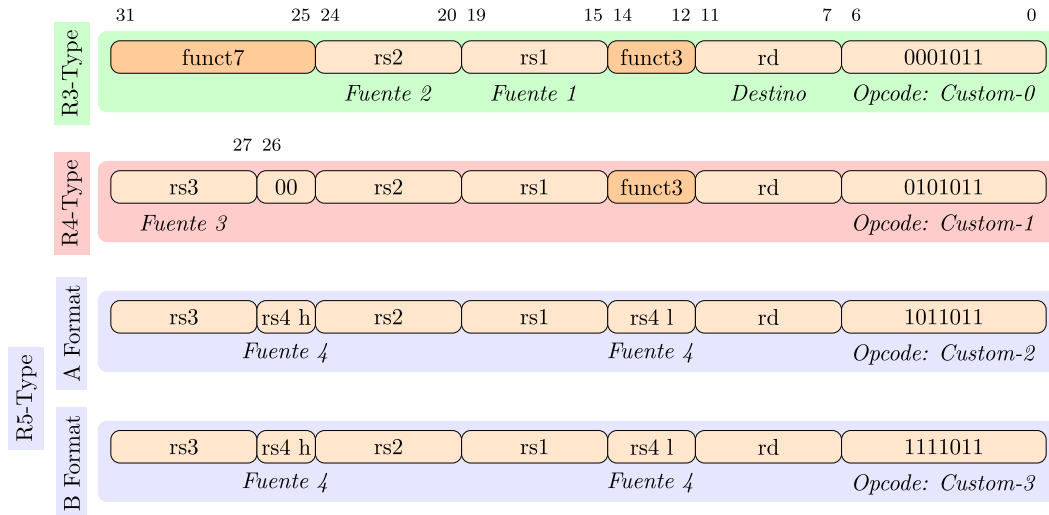 31 25 24 20 19 15 14 12 11 7 6 0
R3-Type
funct7 rs2 rs1 funct3 rd 0001011
Fuente 2 Fuente 1 Destino Opcode: Custom-0
27 26
R4-Type
rs3 00 rs2 rs1 funct3 rd 0101011
Fuente 3 Opcode: Custom-1
R5-Type
A Format
rs3 rs4 h rs2 rs1 rs4 l rd 1011011
Fuente 4 Fuente 4 Opcode: Custom-2
B Format
rs3 rs4 h rs2 rs1 rs4 l rd 1111011
Fuente 4 Fuente 4 Opcode: Custom-3